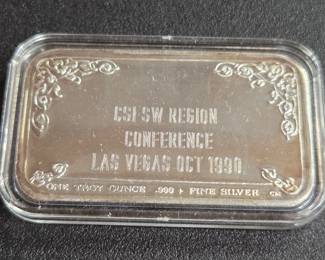 CSI SW REGION
CONFERENCE
LAS VEGAS OCT 1990
ONE TROY OUNCE .999 + FINE SILVER